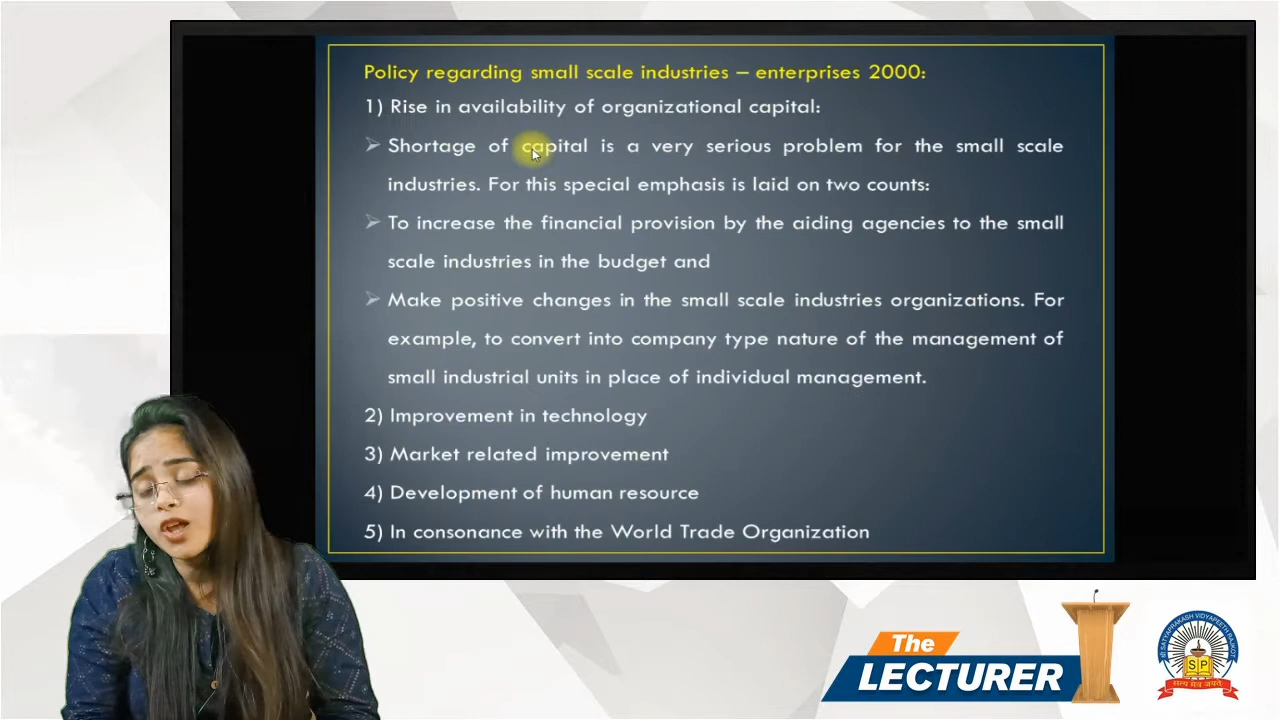 Policy regarding small scale industries – enterprises 2000:
1) Rise in availability of organizational capital:
➢ Shortage of capital is a very serious problem for the small scale
industries. For this special emphasis is laid on two counts:
➢ To increase the financial provision by the aiding agencies to the small
scale industries in the budget and
➢ Make positive changes in the small scale industries organizations. For
example, to convert into company type nature of the management of
small industrial units in place of individual management.
2) Improvement in technology
3) Market related improvement
4) Development of human resource
5) In consonance with the World Trade Organization
The
LECTURER
SATYAPRAKASH VIDYAPEETH RAJKOT
S P
सत्य मेव जयते